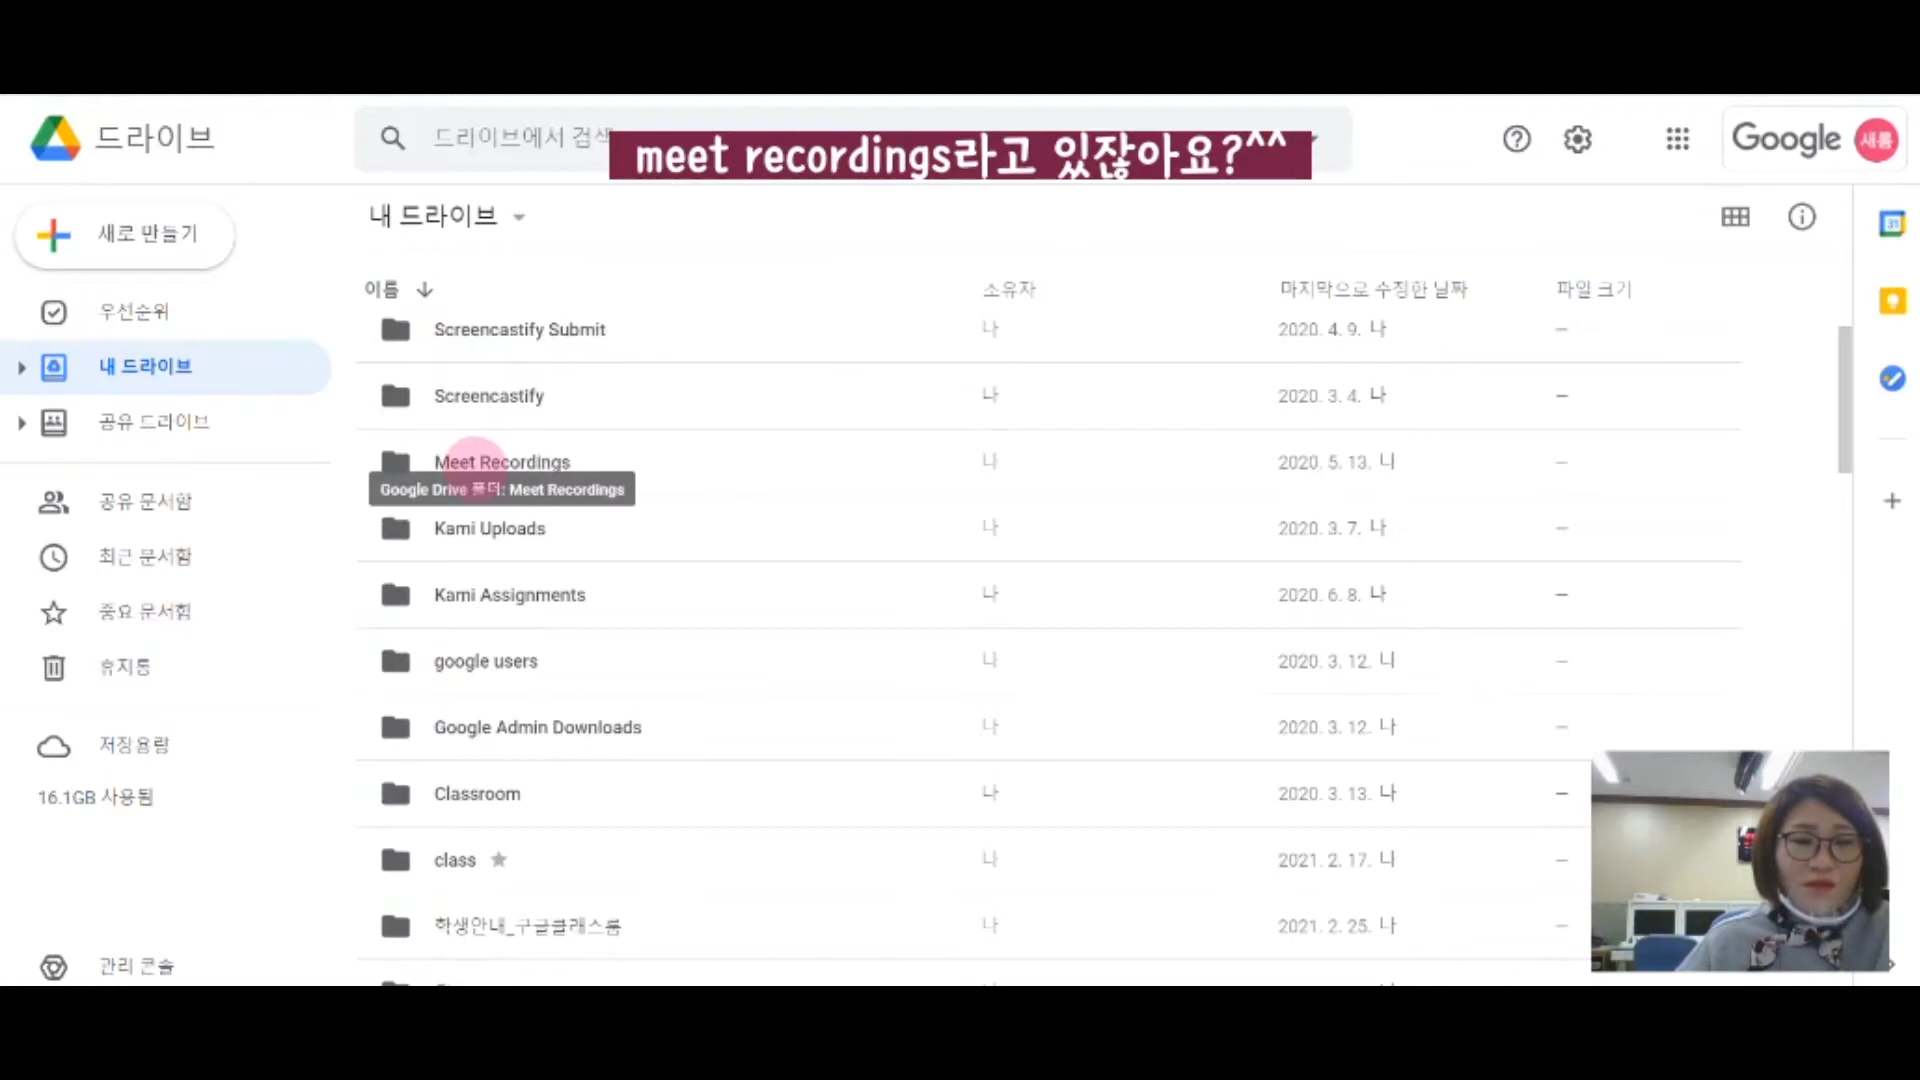 드라이브
드라이브에서 검색
meet recordings라고 있잖아요?^^
Google
새롬
새로 만들기
내 드라이브
우선순위
내 드라이브
공유 드라이브
공유 문서함
최근 문서함
중요 문서함
휴지통
저장용량
16.1GB 사용됨
관리 콘솔
이름
소유자
마지막으로 수정한 날짜
파일 크기
Screencastify Submit 나 2020. 4. 9. 나 –
Screencastify 나 2020. 3. 4. 나 –
Meet Recordings 나 2020. 5. 13. 나 –
Google Drive 폴더: Meet Recordings
Kami Uploads 나 2020. 3. 7. 나 –
Kami Assignments 나 2020. 6. 8. 나 –
google users 나 2020. 3. 12. 나 –
Google Admin Downloads 나 2020. 3. 12. 나 –
Classroom 나 2020. 3. 13. 나 –
class 나 2021. 2. 17. 나 –
학생안내_구글클래스룸 나 2021. 2. 25. 나 –
31